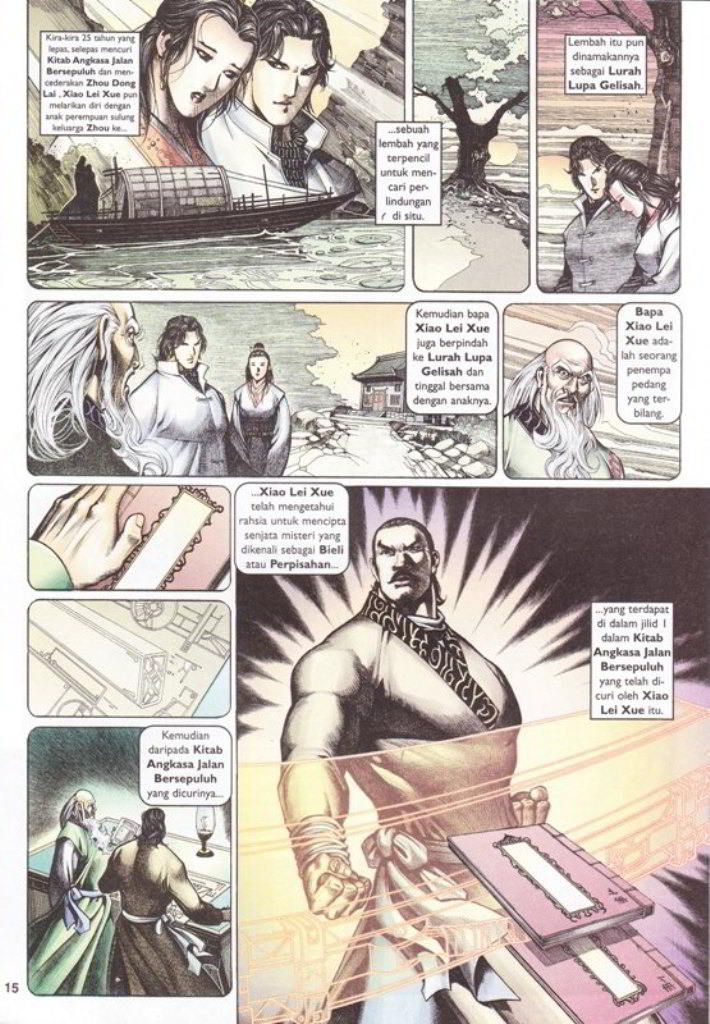 Kira-kira 25 tahun yang
lepas, selepas mencuri
Kitab Angkasa Jalan
Bersepuluh dan men-
cederakan Zhou Dong
Lai , Xiao Lei Xue pun
melarikan diri dengan
anak perempuan sulung
keluarga Zhou ke...
...sebuah
lembah yang
terpencil
untuk men-
cari per-
lindungan
di situ.
Lembah itu pun
dinamakannya
sebagai Lurah
Lupa Gelisah.
Kemudian bapa
Xiao Lei Xue
juga berpindah
ke Lurah Lupa
Gelisah dan
tinggal bersama
dengan anaknya.
Bapa
Xiao Lei
Xue ada-
lah seorang
penempa
pedang
yang ter-
bilang.
...Xiao Lei Xue
telah mengetahui
rahsia untuk mencipta
senjata misteri yang
dikenali sebagai Bieli
atau Perpisahan...
...yang terdapat
di dalam jilid I
dalam Kitab
Angkasa Jalan
Bersepuluh
yang telah di-
curi oleh Xiao
Lei Xue itu.
Kemudian
daripada Kitab
Angkasa Jalan
Bersepuluh
yang dicurinya...
15